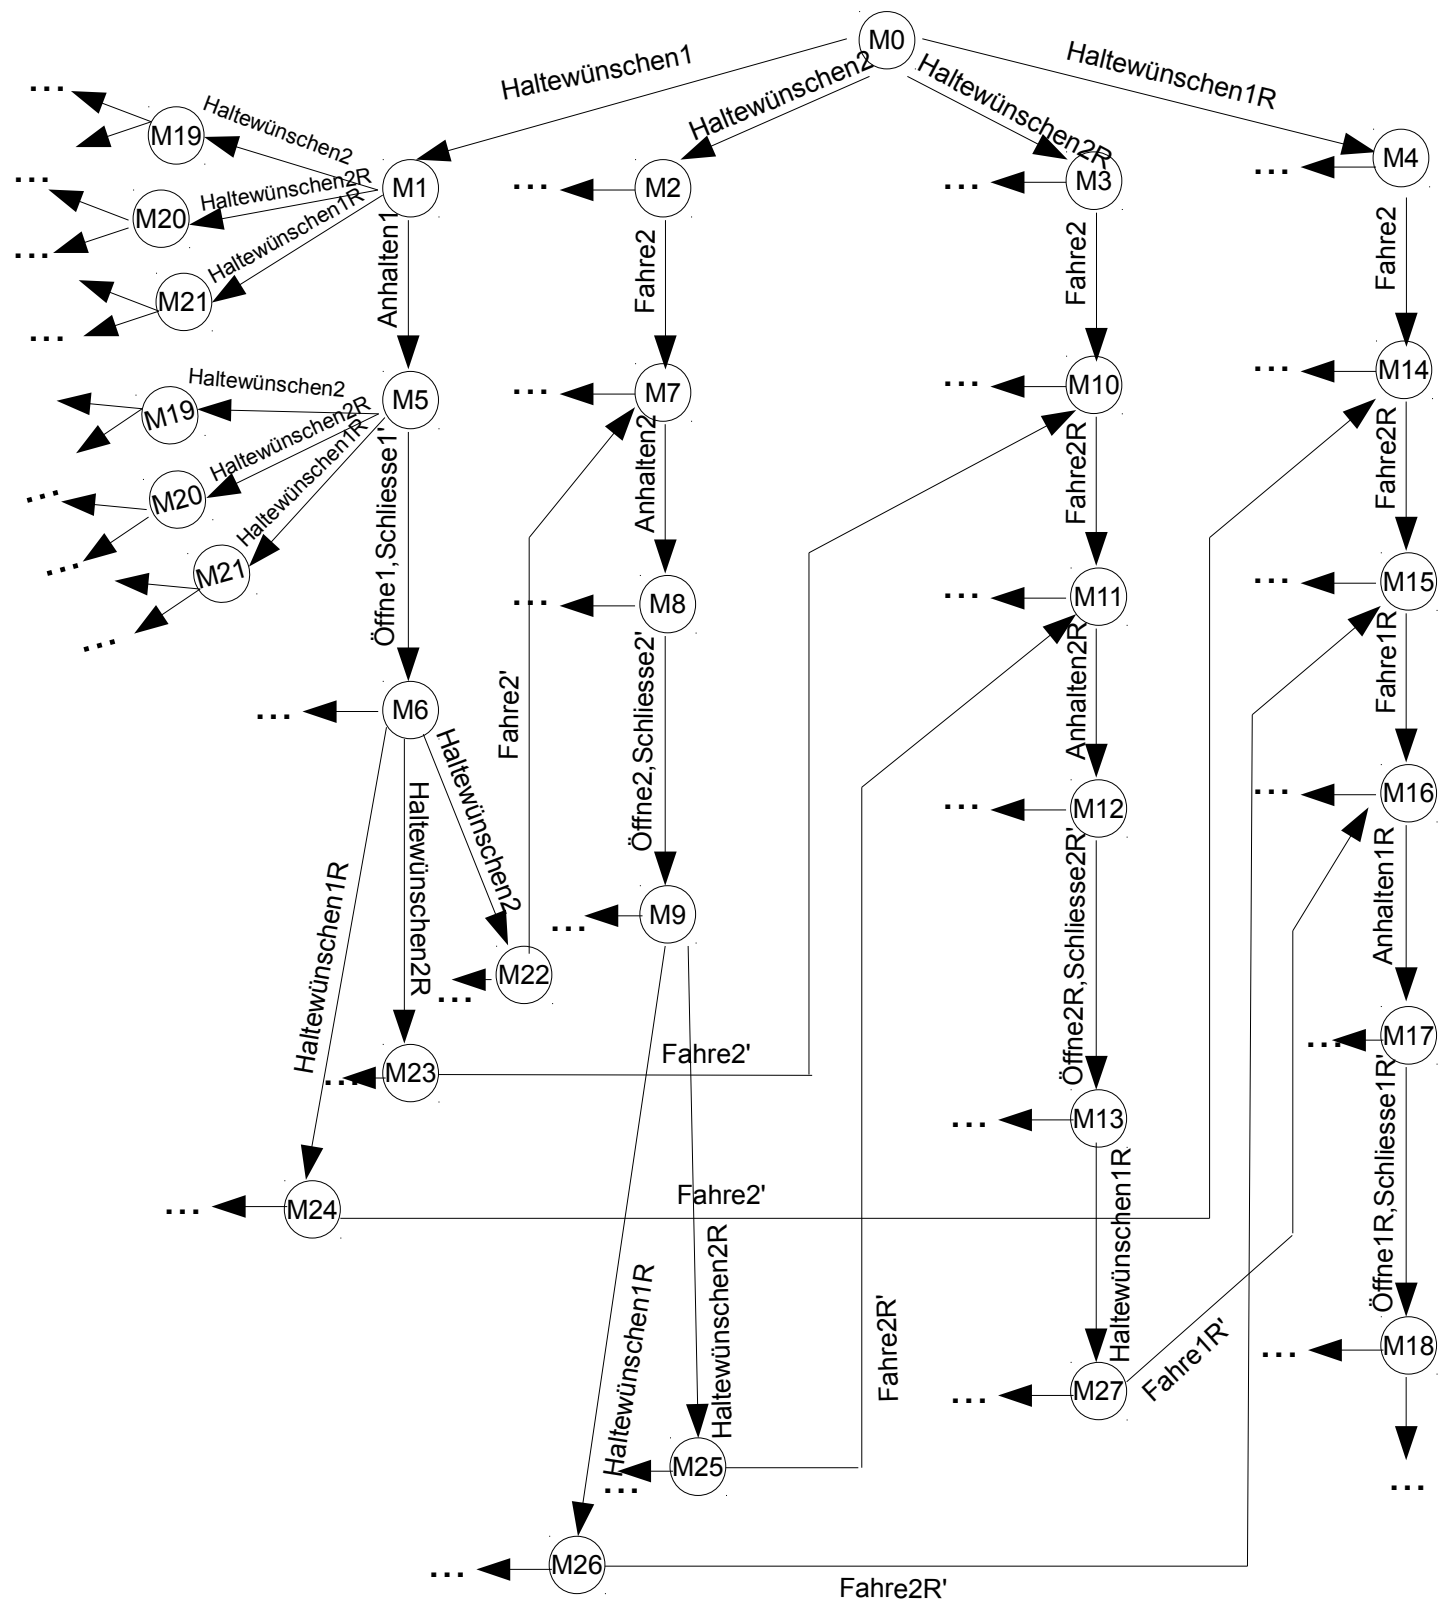 M0
Haltewünschen1
Haltewünschen2
Haltewünschen2R
Haltewünschen1R
...
M19
Haltewünschen2
M1
...
M2
...
M3
...
M4
...
M20
Haltewünschen2R
...
Haltewünschen1R
M21
...
Anhalten1
Fahre2
Fahre2
Fahre2
Haltewünschen2
M19
M5
...
M7
...
M10
...
M14
Haltewünschen2R
...
M20
...
Haltewünschen1R
M21
...
Öffne1,Schliesse1'
Anhalten2
Fahre2R
Fahre2R
...
M8
...
M11
...
M15
...
M6
Fahre2'
Öffne2,Schliesse2'
Anhalten2R
Fahre1R
Haltewünschen1R
Haltewünschen2R
Haltewünschen2
...
M12
...
M16
...
M9
...
M22
Öffne2R,Schliesse2R'
Anhalten1R
...
M23
Fahre2'
...
M17
...
M13
...
M24
Fahre2'
Haltewünschen1R
Haltewünschen2R
Fahre2R'
Haltewünschen1R
Fahre1R'
Öffne1R,Schliesse1R'
...
M18
...
M27
...
M25
...
...
M26
Fahre2R'